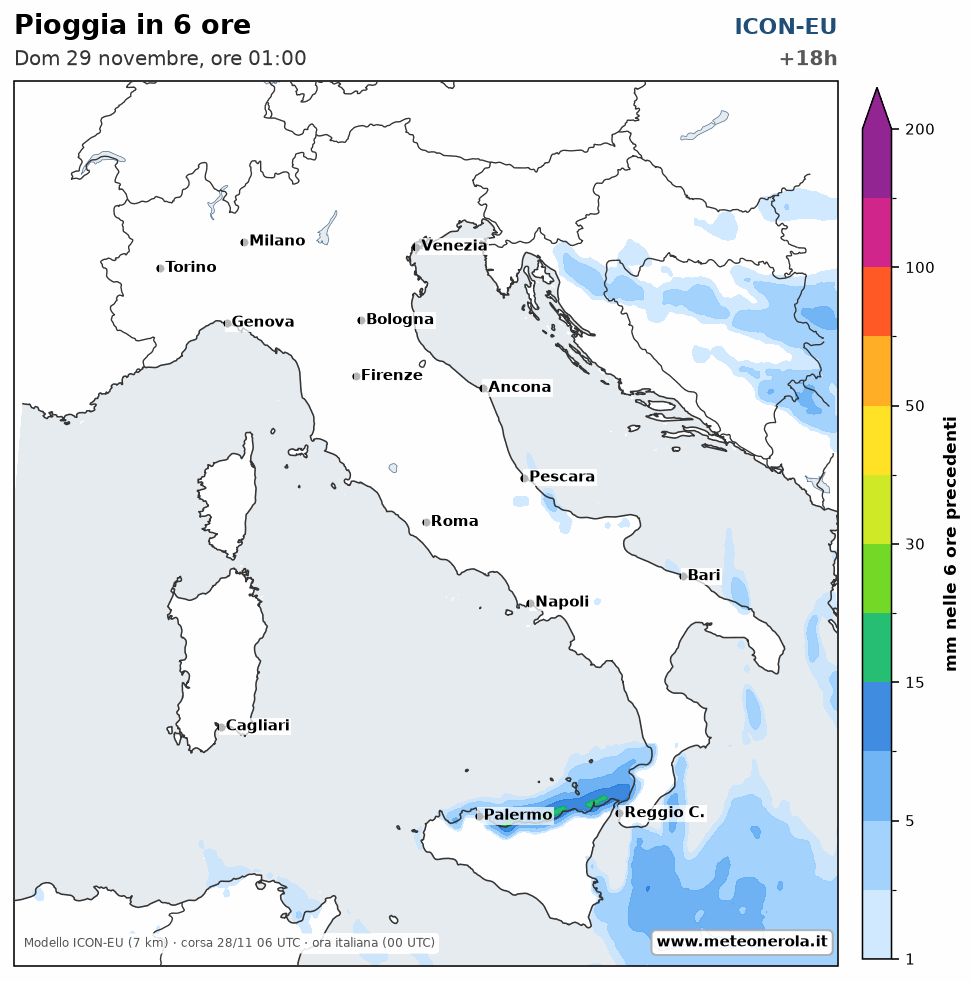 Pioggia in 6 ore
ICON-EU
Dom 29 novembre, ore 01:00
+18h
200
100
50
30
15
5
1
mm nelle 6 ore precedenti
Milano
Venezia
Torino
Genova
Bologna
Firenze
Ancona
Pescara
Roma
Bari
Napoli
Cagliari
Palermo
Reggio C.
Modello ICON-EU (7 km) · corsa 28/11 06 UTC · ora italiana (00 UTC)
www.meteonerola.it